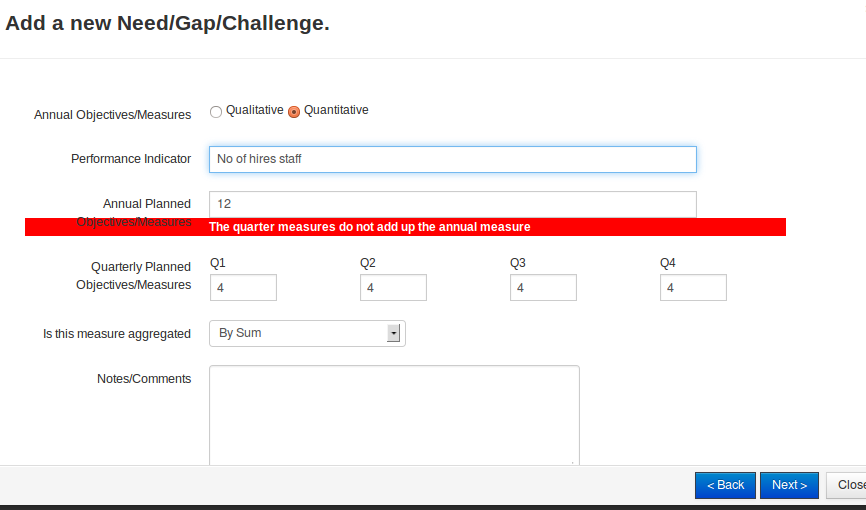 Add a new Need/Gap/Challenge.
Annual Objectives/Measures
Qualitative Quantitative
Performance Indicator
No of hires staff
Annual Planned
Objectives/Measures
12
The quarter measures do not add up the annual measure
Quarterly Planned
Objectives/Measures
Q1 Q2 Q3 Q4
4 4 4 4
Is this measure aggregated
By Sum
Notes/Comments
< Back Next > Close